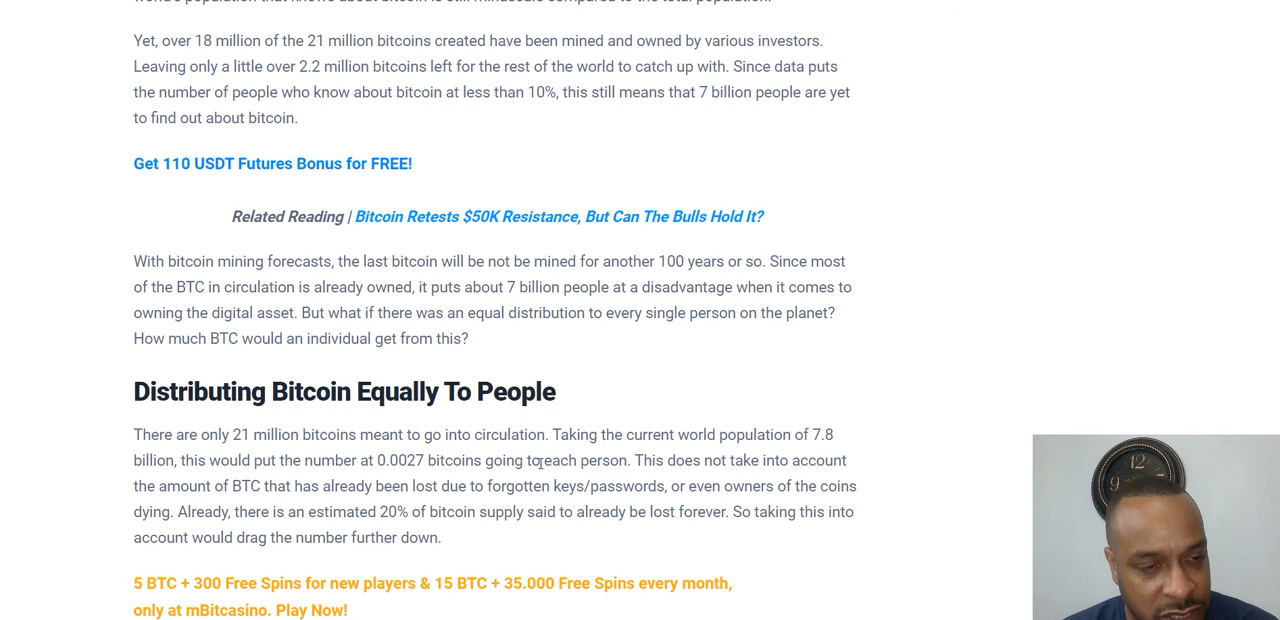 Yet, over 18 million of the 21 million bitcoins created have been mined and owned by various investors.
Leaving only a little over 2.2 million bitcoins left for the rest of the world to catch up with. Since data puts
the number of people who know about bitcoin at less than 10%, this still means that 7 billion people are yet
to find out about bitcoin.
Get 110 USDT Futures Bonus for FREE!
Related Reading | Bitcoin Retests $50K Resistance, But Can The Bulls Hold It?
With bitcoin mining forecasts, the last bitcoin will be not be mined for another 100 years or so. Since most
of the BTC in circulation is already owned, it puts about 7 billion people at a disadvantage when it comes to
owning the digital asset. But what if there was an equal distribution to every single person on the planet?
How much BTC would an individual get from this?
Distributing Bitcoin Equally To People
There are only 21 million bitcoins meant to go into circulation. Taking the current world population of 7.8
billion, this would put the number at 0.0027 bitcoins going to each person. This does not take into account
the amount of BTC that has already been lost due to forgotten keys/passwords, or even owners of the coins
dying. Already, there is an estimated 20% of bitcoin supply said to already be lost forever. So taking this into
account would drag the number further down.
5 BTC + 300 Free Spins for new players & 15 BTC + 35.000 Free Spins every month,
only at mBitcasino. Play Now!
12
9